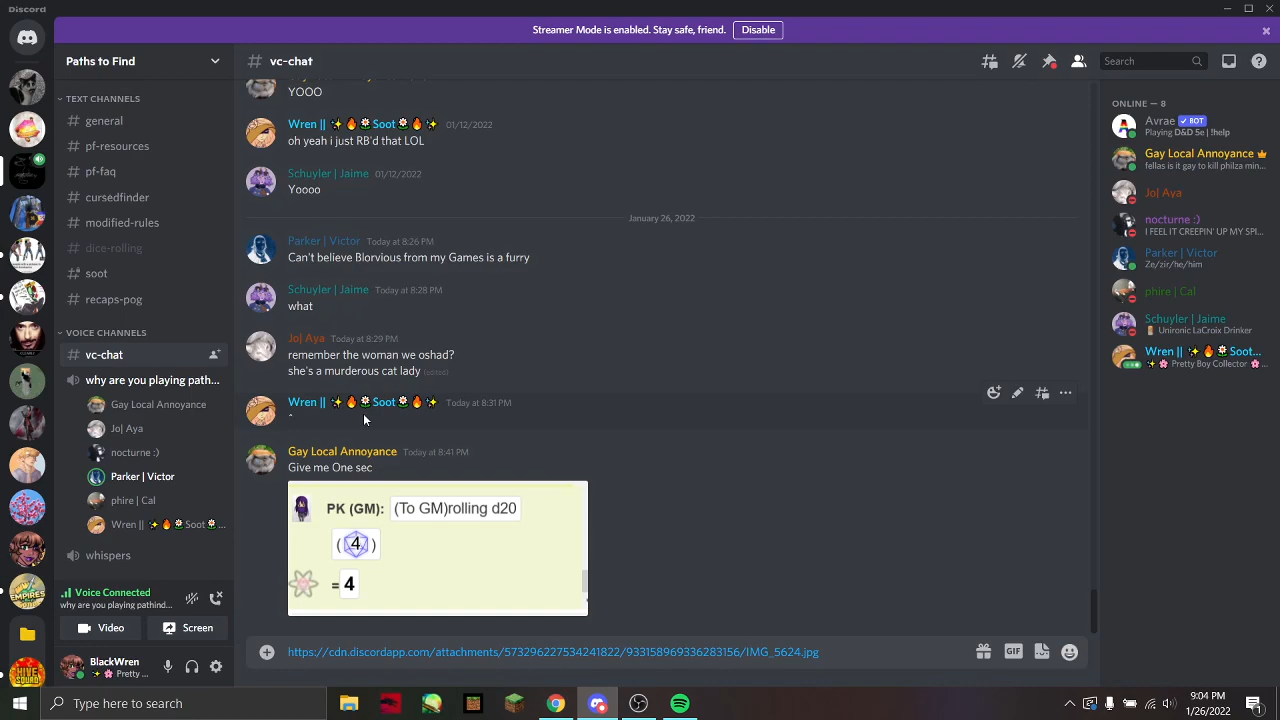 Discord
Streamer Mode is enabled. Stay safe, friend. Disable
Paths to Find
# vc-chat
Search
TEXT CHANNELS
# general
# pf-resources
# pf-faq
# cursedfinder
# modified-rules
# dice-rolling
# soot
# recaps-pog
VOICE CHANNELS
vc-chat
why are you playing path...
Gay Local Annoyance
Jo| Aya
nocturne :)
Parker | Victor
phire | Cal
Wren || ✨🔥🌼Soot🌼🔥...
whispers
Voice Connected
why are you playing pathfind...
Video
Screen
BlackWren
✨🌸 Pretty ...
YOOO
Wren || ✨🔥🌼Soot🌼🔥✨ 01/12/2022
oh yeah i just RB'd that LOL
Schuyler | Jaime 01/12/2022
Yoooo
January 26, 2022
Parker | Victor Today at 8:26 PM
Can't believe Blorvious from my Games is a furry
Schuyler | Jaime Today at 8:28 PM
what
Jo| Aya Today at 8:29 PM
remember the woman we oshad?
she's a murderous cat lady (edited)
Wren || ✨🔥🌼Soot🌼🔥✨ Today at 8:31 PM
^
Gay Local Annoyance Today at 8:41 PM
Give me One sec
PK (GM): (To GM)rolling d20
(4)
=4
https://cdn.discordapp.com/attachments/573296227534241822/933158969336283156/IMG_5624.jpg
GIF
ONLINE — 8
Avrae ✓ BOT
Playing D&D 5e | !help
Gay Local Annoyance
fellas is it gay to kill philza min...
Jo| Aya
nocturne :)
I FEEL IT CREEPIN' UP MY SPI...
Parker | Victor
Ze/zir/he/him
phire | Cal
Schuyler | Jaime
Unironic LaCroix Drinker
Wren || ✨🔥🌼Soot...
✨🌸 Pretty Boy Collector 🌸...
Type here to search
9:04 PM
1/26/2022